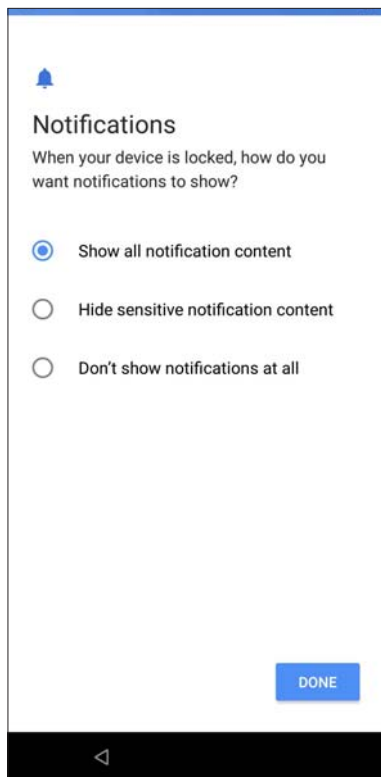 Notifications
When your device is locked, how do you
want notifications to show?
Show all notification content
Hide sensitive notification content
Don't show notifications at all
DONE